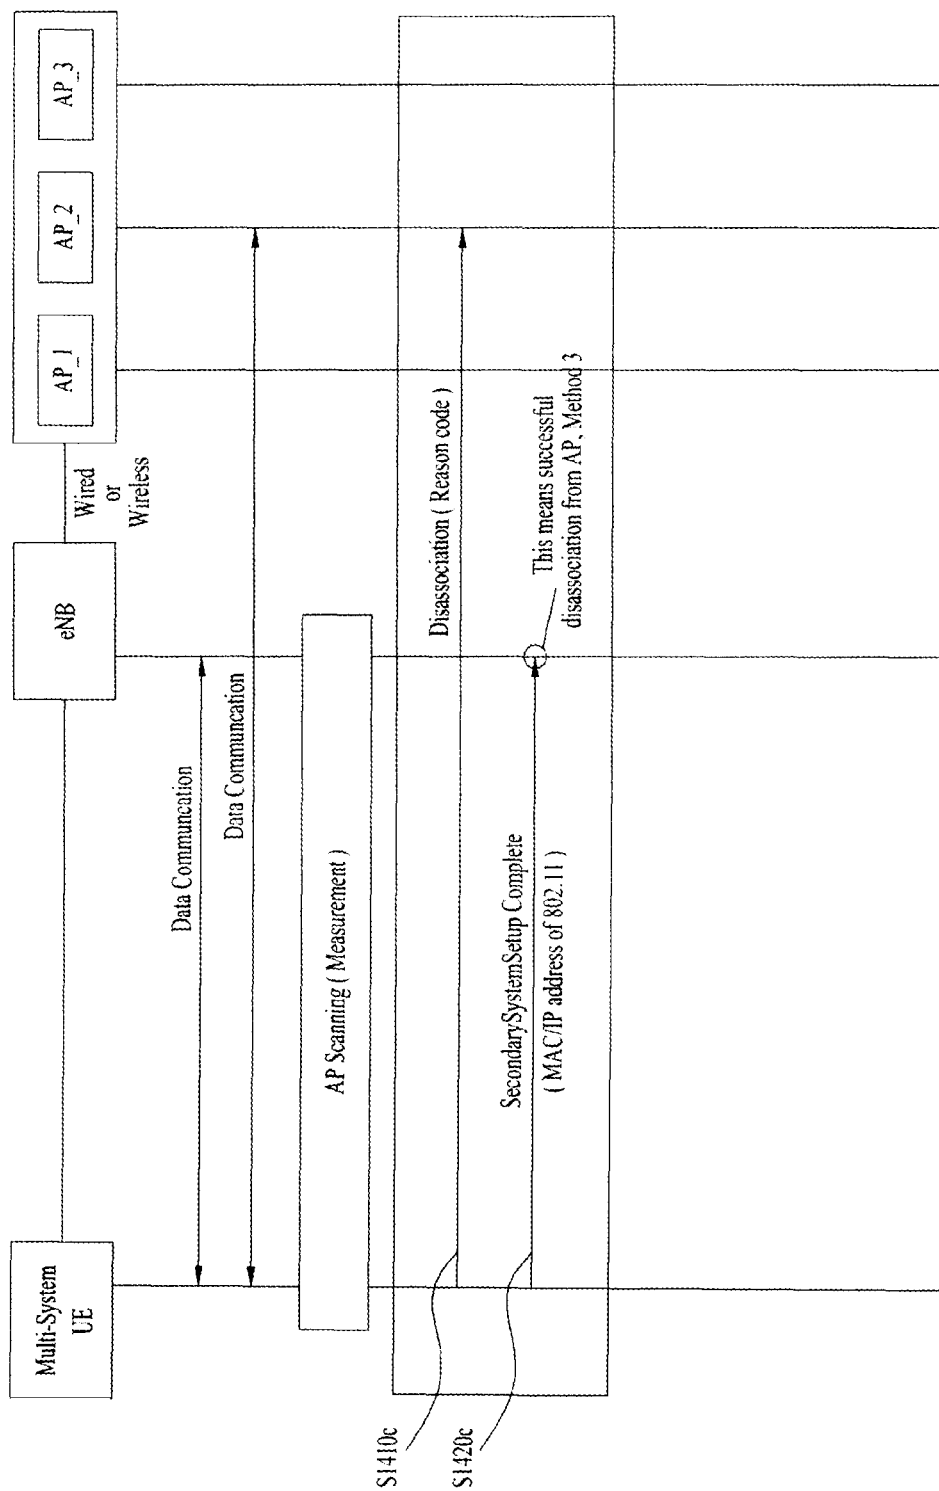 Multi-System
UE
eNB
Wired
or
Wireless
AP_1
AP_2
AP_3
Data Communcation
Data Communication
AP Scanning ( Measurement )
S1410c
Disassociation ( Reason code )
S1420c
SecondarySystemSetup Complete
( MAC/IP address of 802.11 )
This means successful
disassociation from AP, Method 3